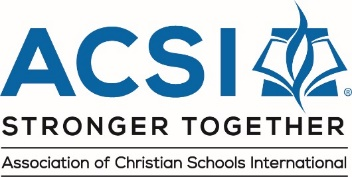 ACSI ®
STRONGER TOGETHER
Association of Christian Schools International